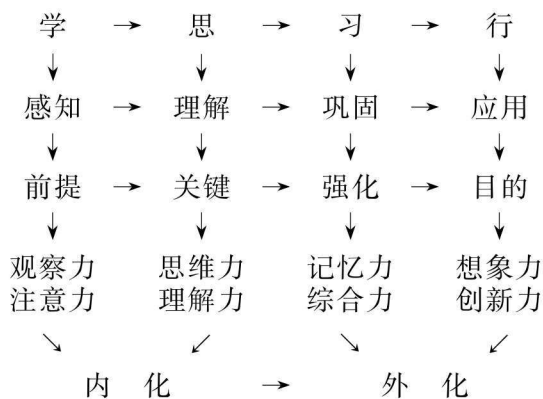 学 → 思 → 习 → 行
↓ ↓ ↓ ↓
感知 → 理解 → 巩固 → 应用
↓ ↓ ↓ ↓
前提 → 关键 → 强化 → 目的
↓ ↓ ↓ ↓
观察力 思维力 记忆力 想象力
注意力 理解力 综合力 创新力
↘ ↙ ↘ ↙
内 化 → 外 化